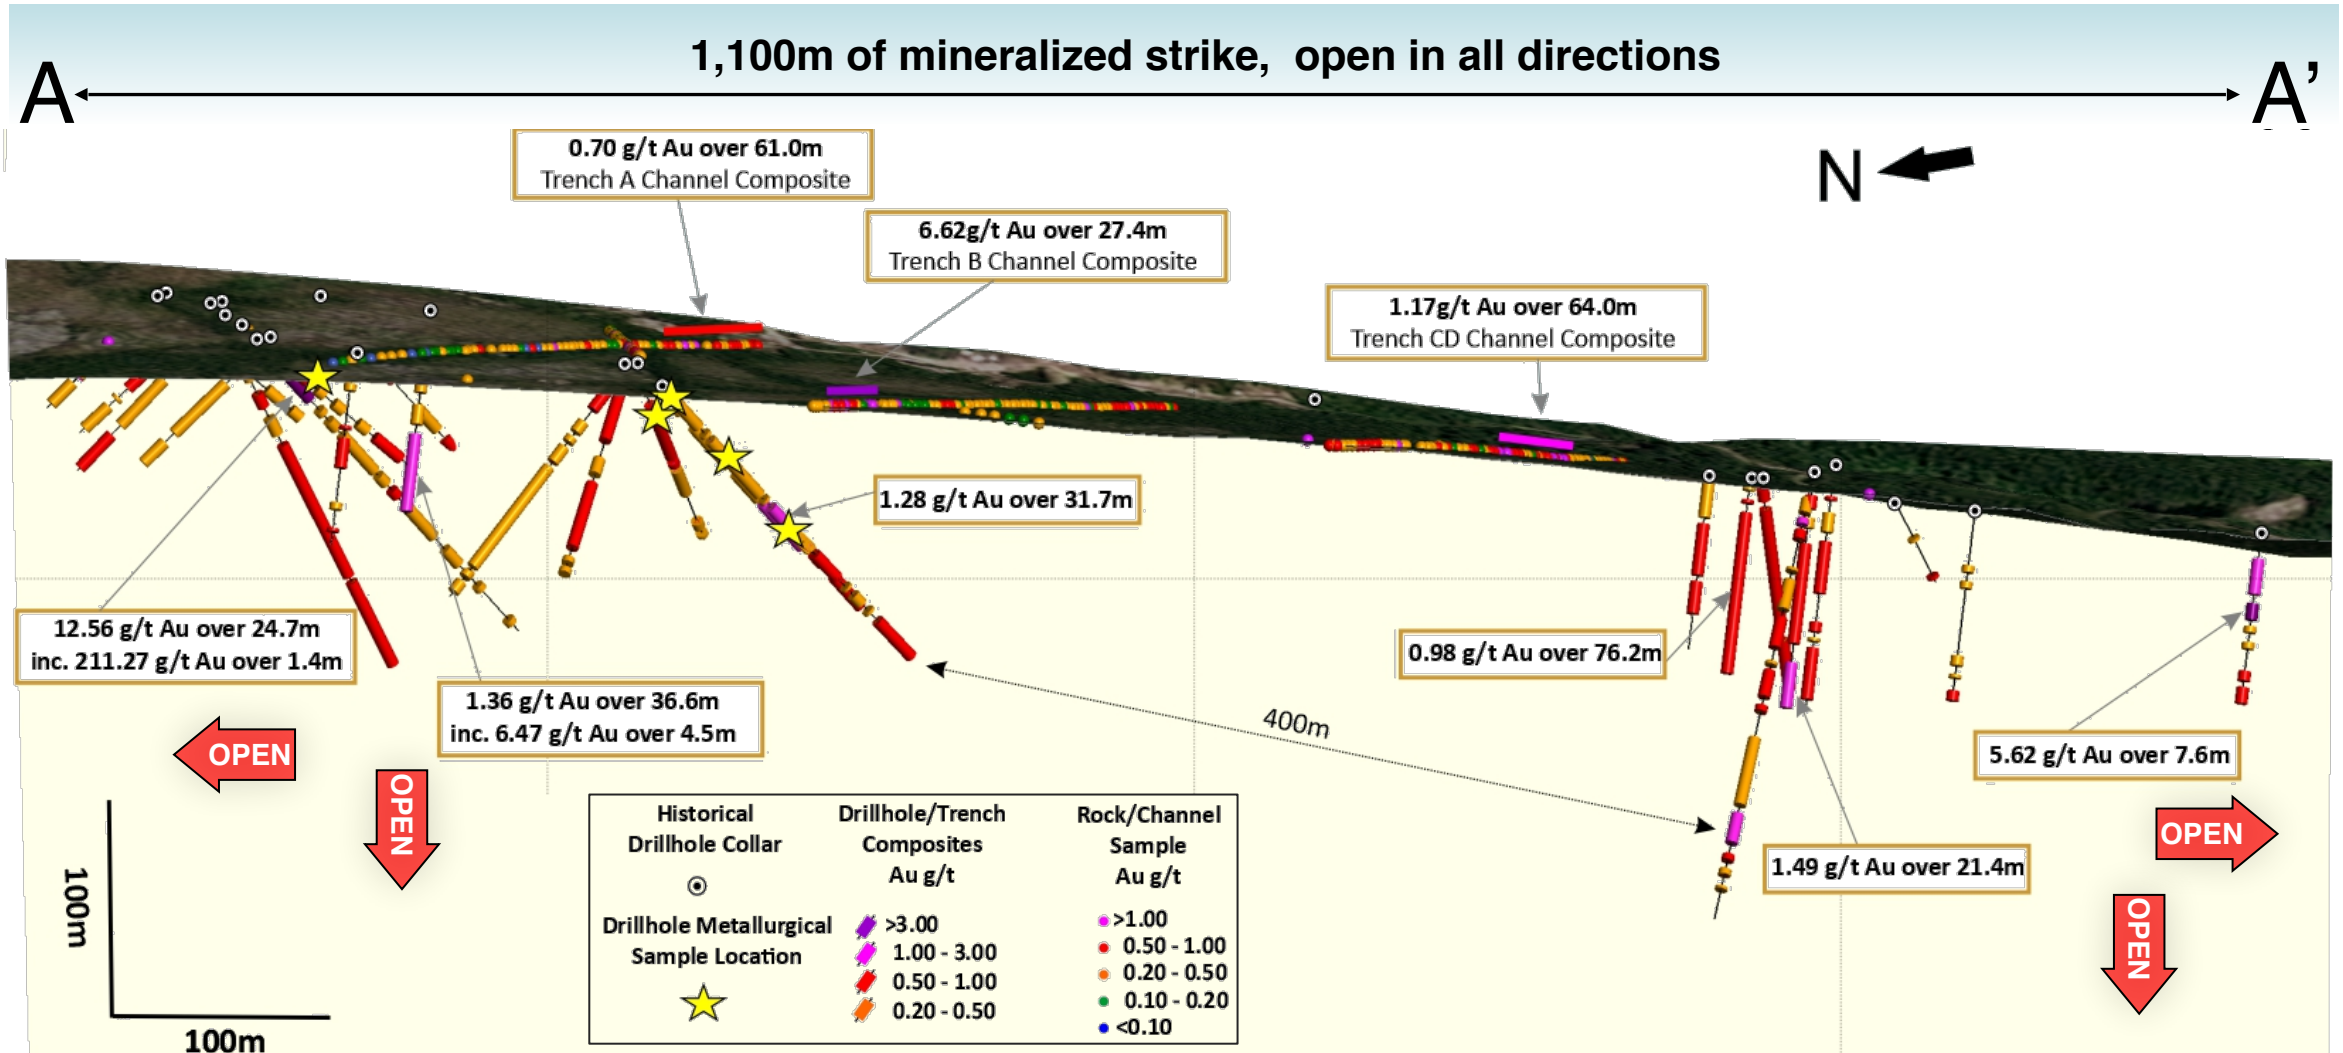 1,100m of mineralized strike,  open in all directions
A
A’
N
0.70 g/t Au over 61.0m
Trench A Channel Composite
6.62g/t Au over 27.4m
Trench B Channel Composite
1.17g/t Au over 64.0m
Trench CD Channel Composite
1.28 g/t Au over 31.7m
12.56 g/t Au over 24.7m
inc. 211.27 g/t Au over 1.4m
1.36 g/t Au over 36.6m
inc. 6.47 g/t Au over 4.5m
0.98 g/t Au over 76.2m
400m
5.62 g/t Au over 7.6m
1.49 g/t Au over 21.4m
OPEN
OPEN
OPEN
OPEN
100m
100m
Historical
Drillhole Collar
Drillhole Metallurgical
Sample Location
Drillhole/Trench
Composites
Au g/t
>3.00
1.00 - 3.00
0.50 - 1.00
0.20 - 0.50
Rock/Channel
Sample
Au g/t
>1.00
0.50 - 1.00
0.20 - 0.50
0.10 - 0.20
<0.10